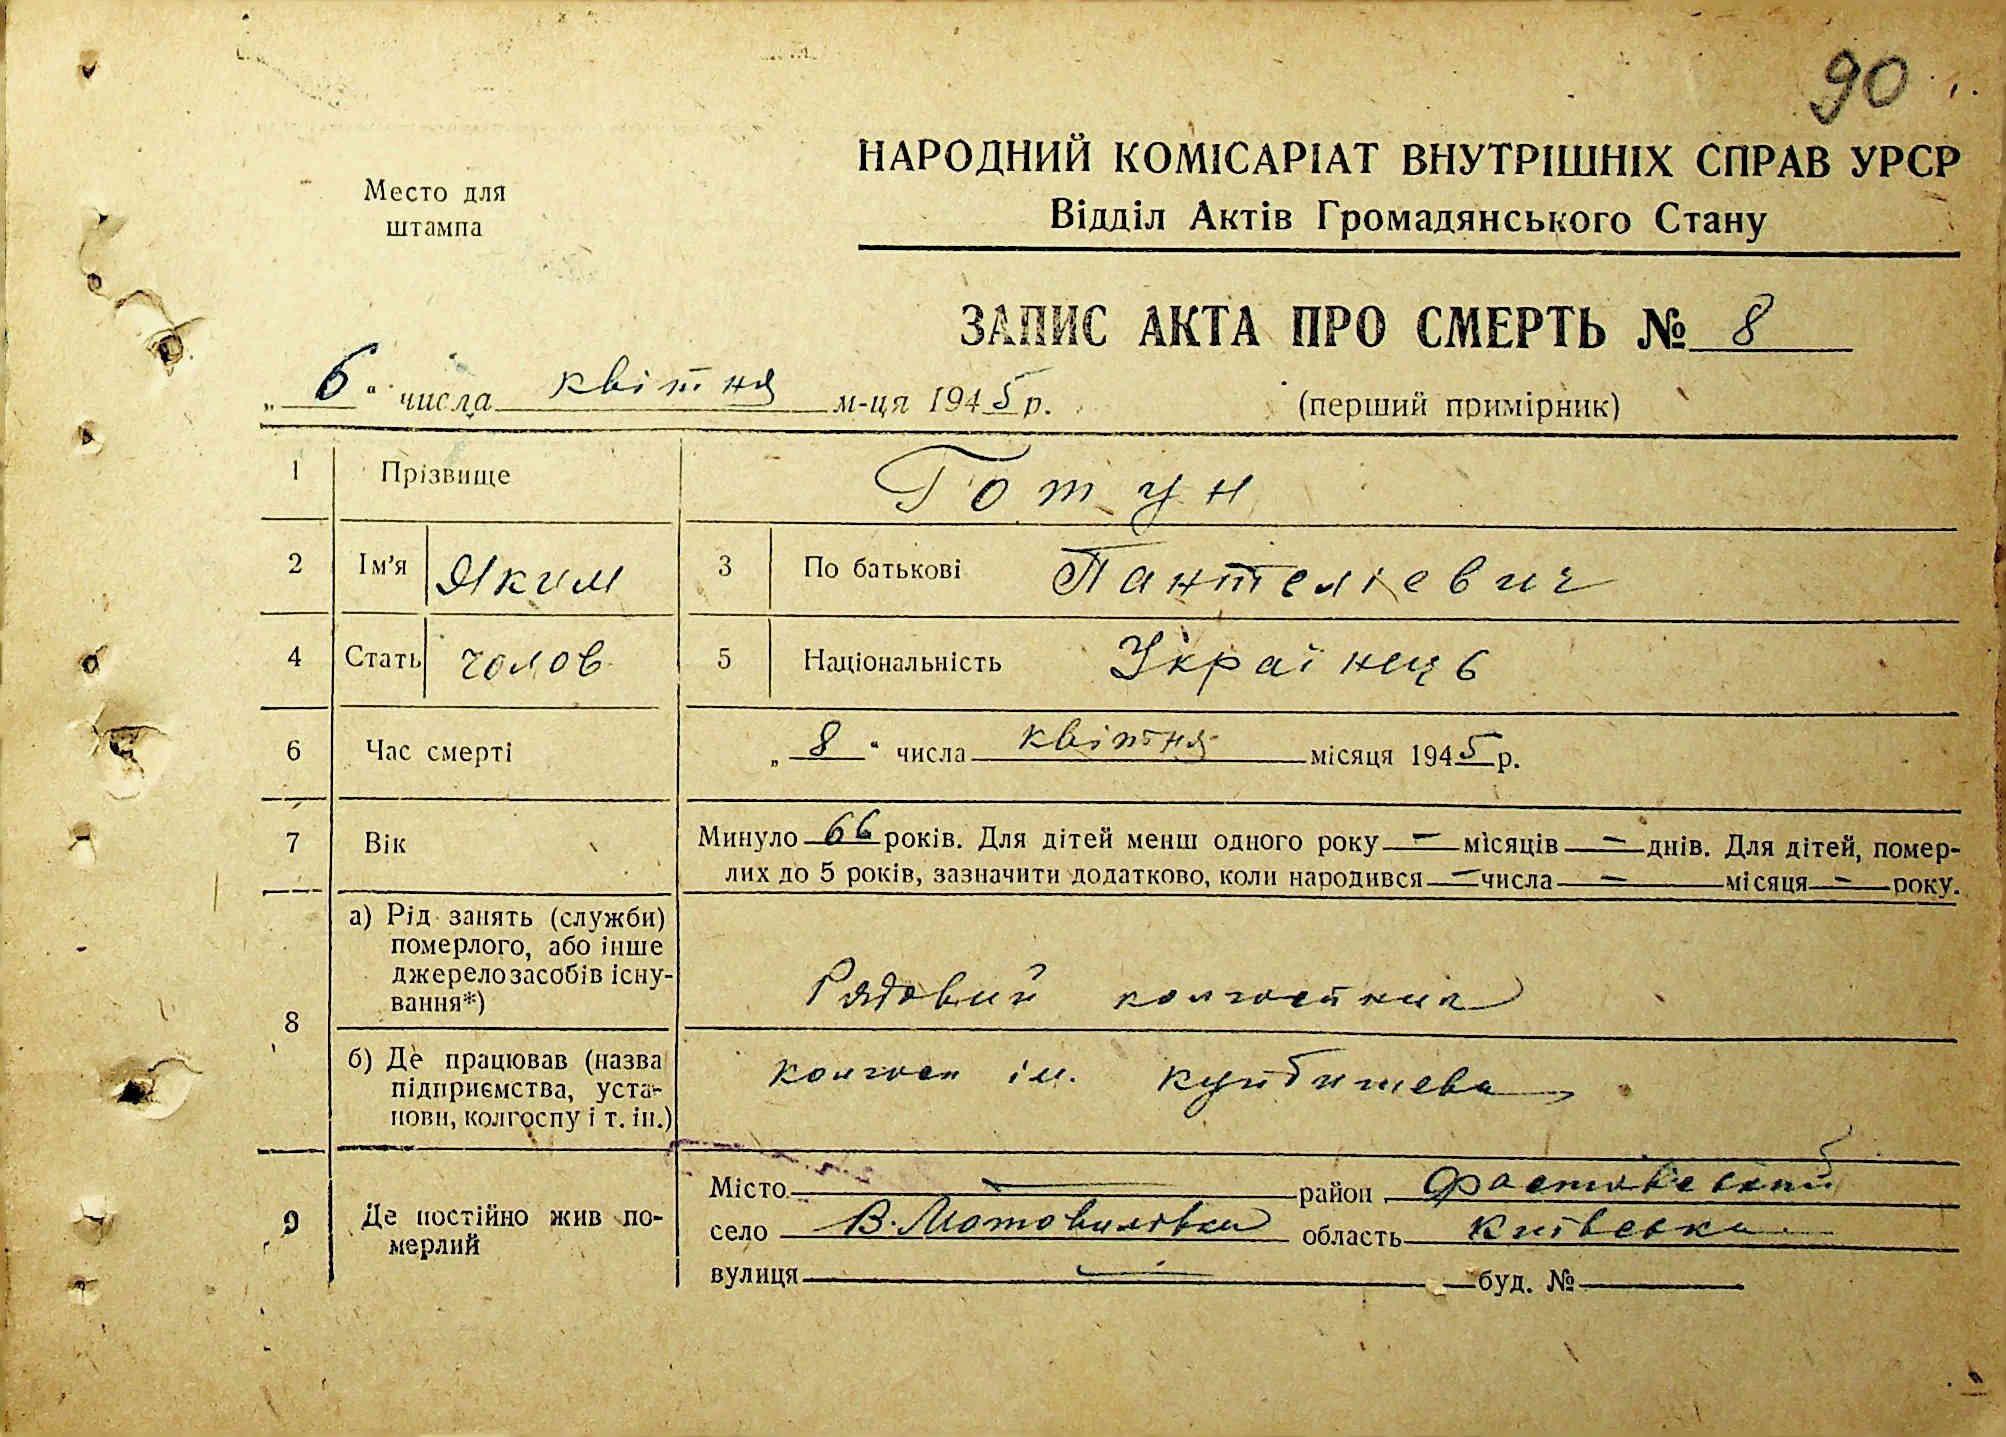 90
НАРОДНИЙ КОМІСАРІАТ ВНУТРІШНІХ СПРАВ УРСР
Место для
штампа
Відділ Актів Громадянського Стану
ЗАПИС АКТА ПРО СМЕРТЬ № 8
„ 6 “ числа квітня м-ця 1945 р.
(перший примірник)
1 Прізвище Готун
2 Ім'я Яким 3 По батькові Пантелієвич
4 Стать чолов 5 Національність Українець
6 Час смерті „ 8 “ числа квітня місяця 1945 р.
7 Вік Минуло 66 років. Для дітей менш одного року — місяців — днів. Для дітей, помер-
лих до 5 років, зазначити додатково, коли народився — числа — місяця — року.
8
а) Рід занять (служби)
померлого, або інше
джерело засобів існу-
вання*)
Рядовий колгоспник
б) Де працював (назва
підприємства, уста-
нови, колгоспу і т. ін.)
колгосп ім. куйбишева
9 Де постійно жив по-
мерлий
Місто — район Фастовський
село В. Мотовилівка область Київська
вулиця — буд. №